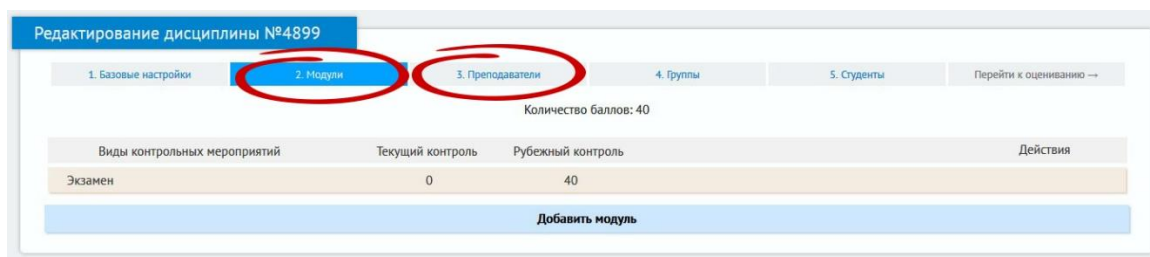 Редактирование дисциплины №4899
1. Базовые настройки 2. Модули 3. Преподаватели 4. Группы 5. Студенты Перейти к оцениванию →
Количество баллов: 40
Виды контрольных мероприятий Текущий контроль Рубежный контроль Действия
Экзамен 0 40
Добавить модуль